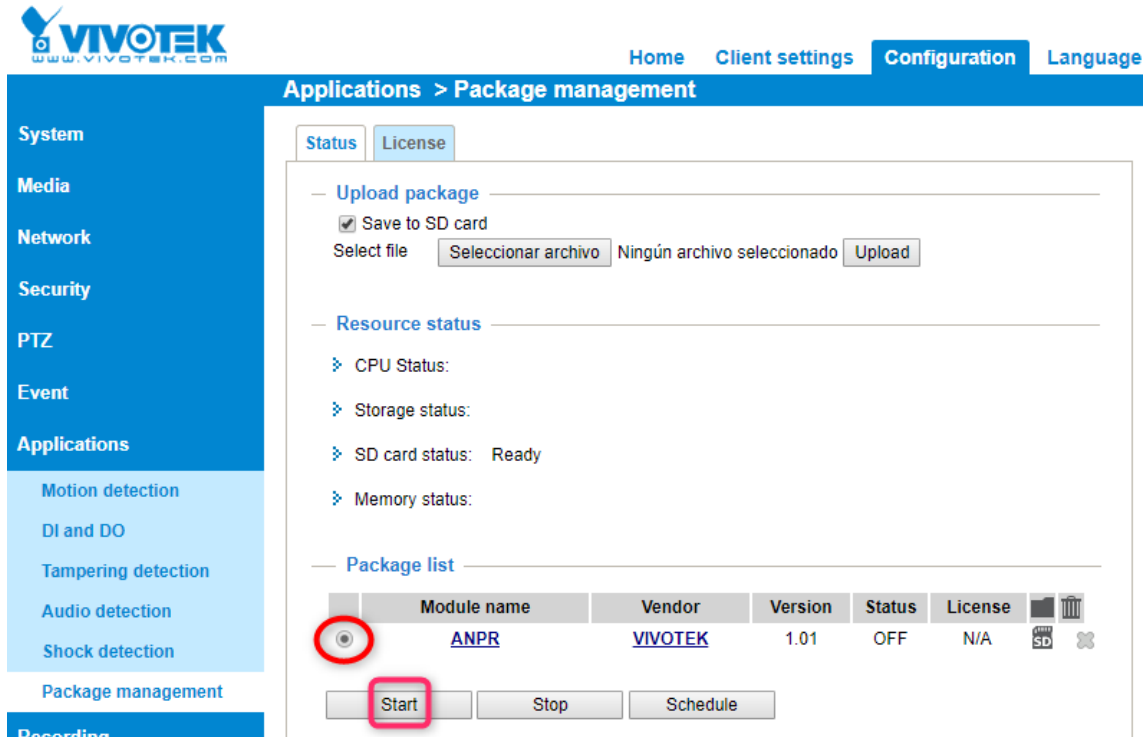 VIVOTEK
www.vivotek.com
Home Client settings Configuration Language
Applications > Package management
System
Media
Network
Security
PTZ
Event
Applications
Motion detection
DI and DO
Tampering detection
Audio detection
Shock detection
Package management
Recording
Status License
Upload package
Save to SD card
Select file Seleccionar archivo Ningún archivo seleccionado Upload
Resource status
CPU Status:
Storage status:
SD card status: Ready
Memory status:
Package list
Module name Vendor Version Status License
ANPR VIVOTEK 1.01 OFF N/A SD
Start Stop Schedule